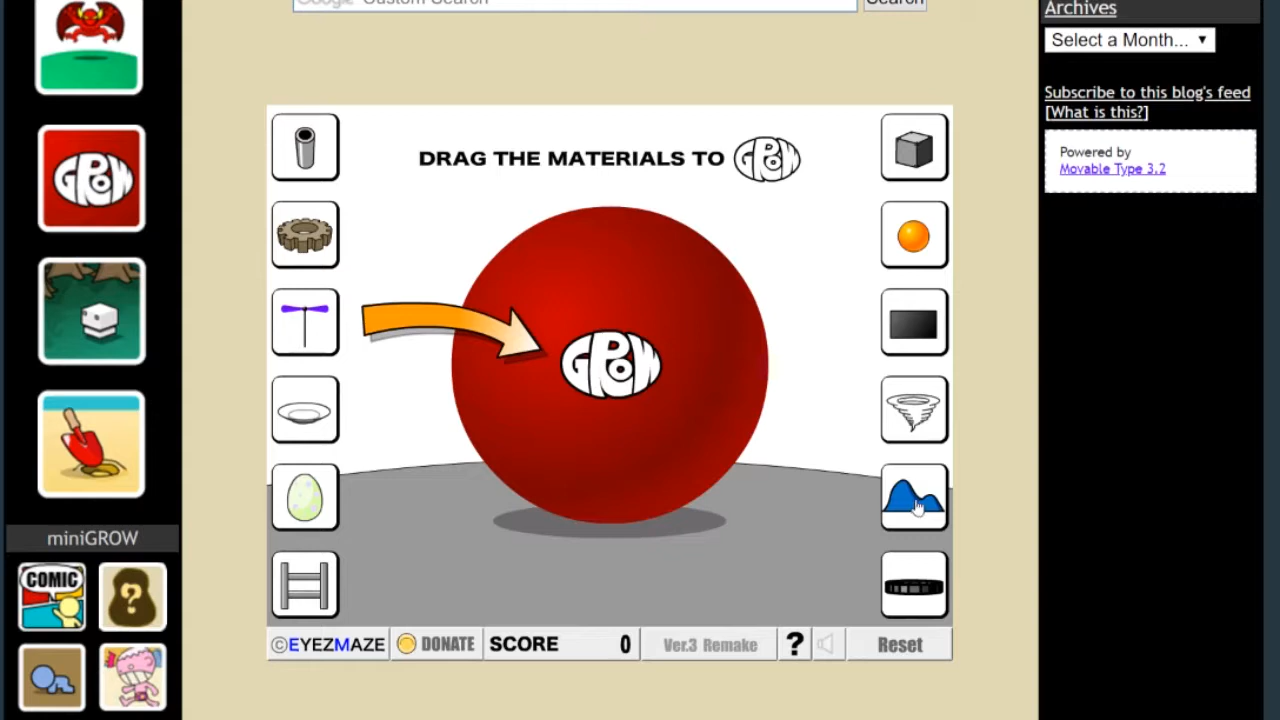 Google Custom Search
Search
Archives
Select a Month...
Subscribe to this blog's feed
[What is this?]
Powered by
Movable Type 3.2
GROW
DRAG THE MATERIALS TO GROW
GROW
miniGROW
COMIC
?
©EYEZMAZE
DONATE
SCORE 0
Ver.3 Remake
?
Reset